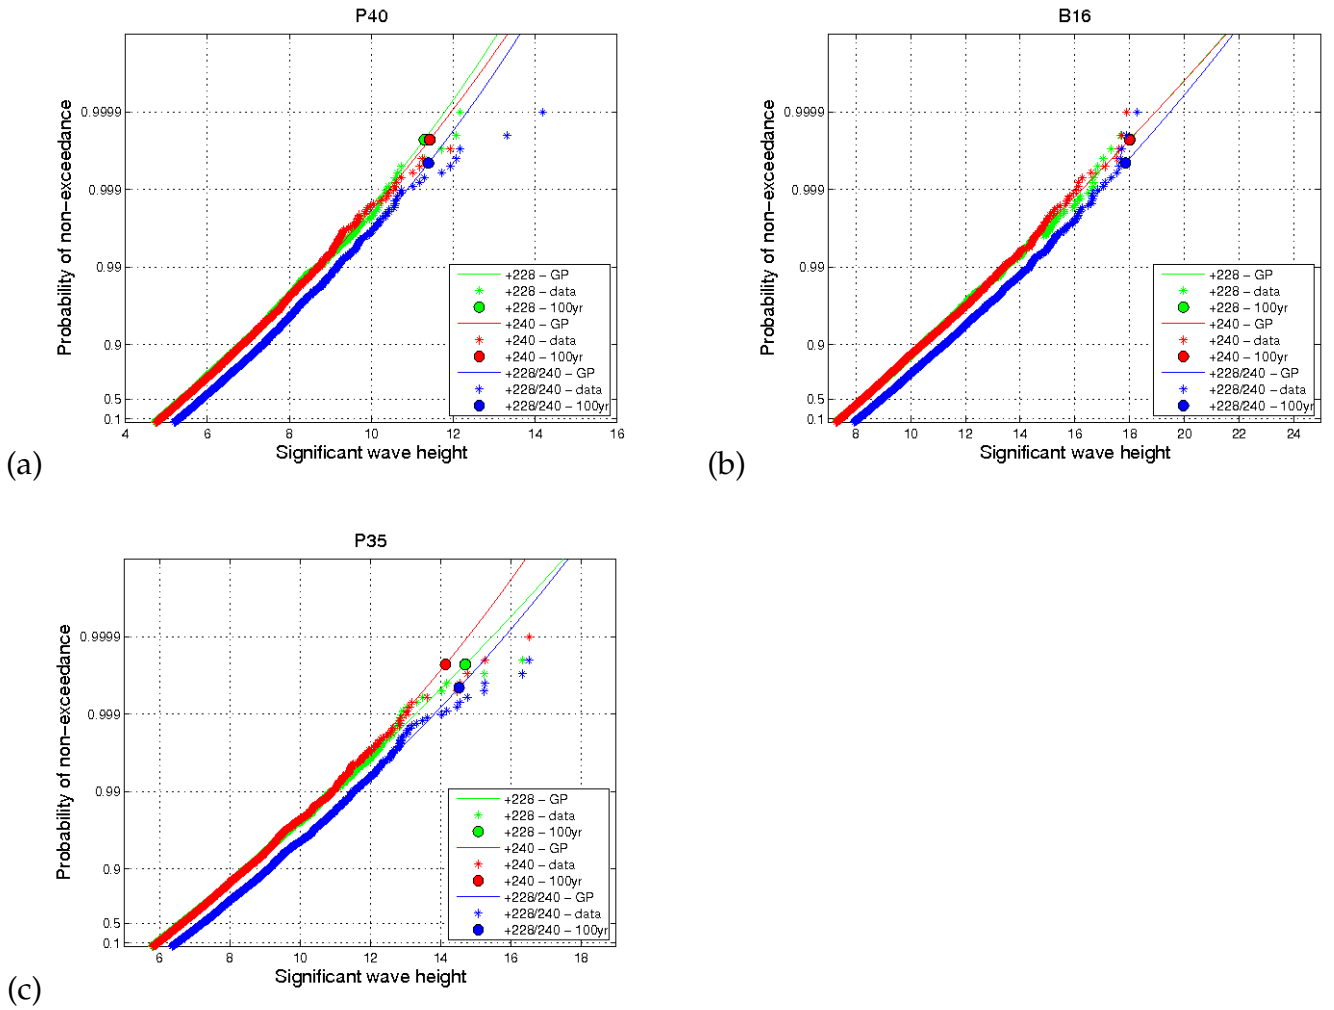 P40
Probability of non-exceedance
0.9999
0.999
0.99
0.9
0.5
0.1
4 6 8 10 12 14 16
Significant wave height
+228 - GP
+228 - data
+228 - 100yr
+240 - GP
+240 - data
+240 - 100yr
+228/240 - GP
+228/240 - data
+228/240 - 100yr
(a)
B16
Probability of non-exceedance
0.9999
0.999
0.99
0.9
0.5
0.1
8 10 12 14 16 18 20 22 24
Significant wave height
+228 - GP
+228 - data
+228 - 100yr
+240 - GP
+240 - data
+240 - 100yr
+228/240 - GP
+228/240 - data
+228/240 - 100yr
(b)
P35
Probability of non-exceedance
0.9999
0.999
0.99
0.9
0.5
0.1
6 8 10 12 14 16 18
Significant wave height
+228 - GP
+228 - data
+228 - 100yr
+240 - GP
+240 - data
+240 - 100yr
+228/240 - GP
+228/240 - data
+228/240 - 100yr
(c)